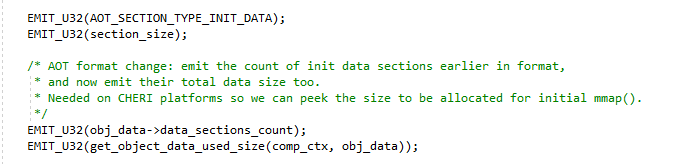 EMIT_U32(AOT_SECTION_TYPE_INIT_DATA);
EMIT_U32(section_size);
/* AOT format change: emit the count of init data sections earlier in format,
* and now emit their total data size too.
* Needed on CHERI platforms so we can peek the size to be allocated for initial mmap().
*/
EMIT_U32(obj_data->data_sections_count);
EMIT_U32(get_object_data_used_size(comp_ctx, obj_data));